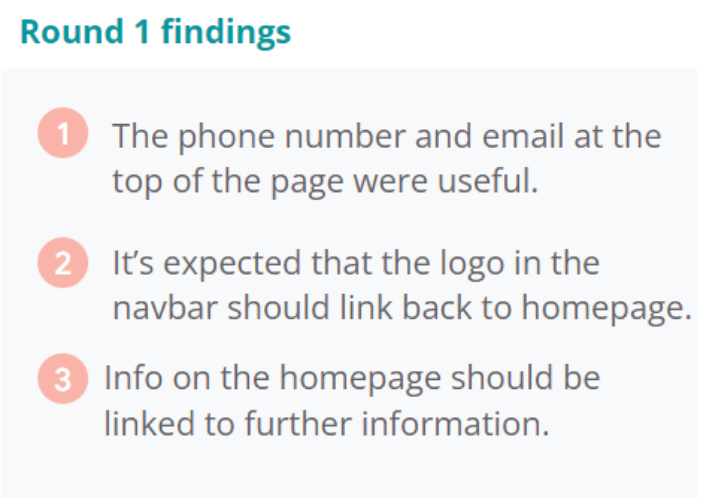 Round 1 findings
1 The phone number and email at the
top of the page were useful.
2 It’s expected that the logo in the
navbar should link back to homepage.
3 Info on the homepage should be
linked to further information.